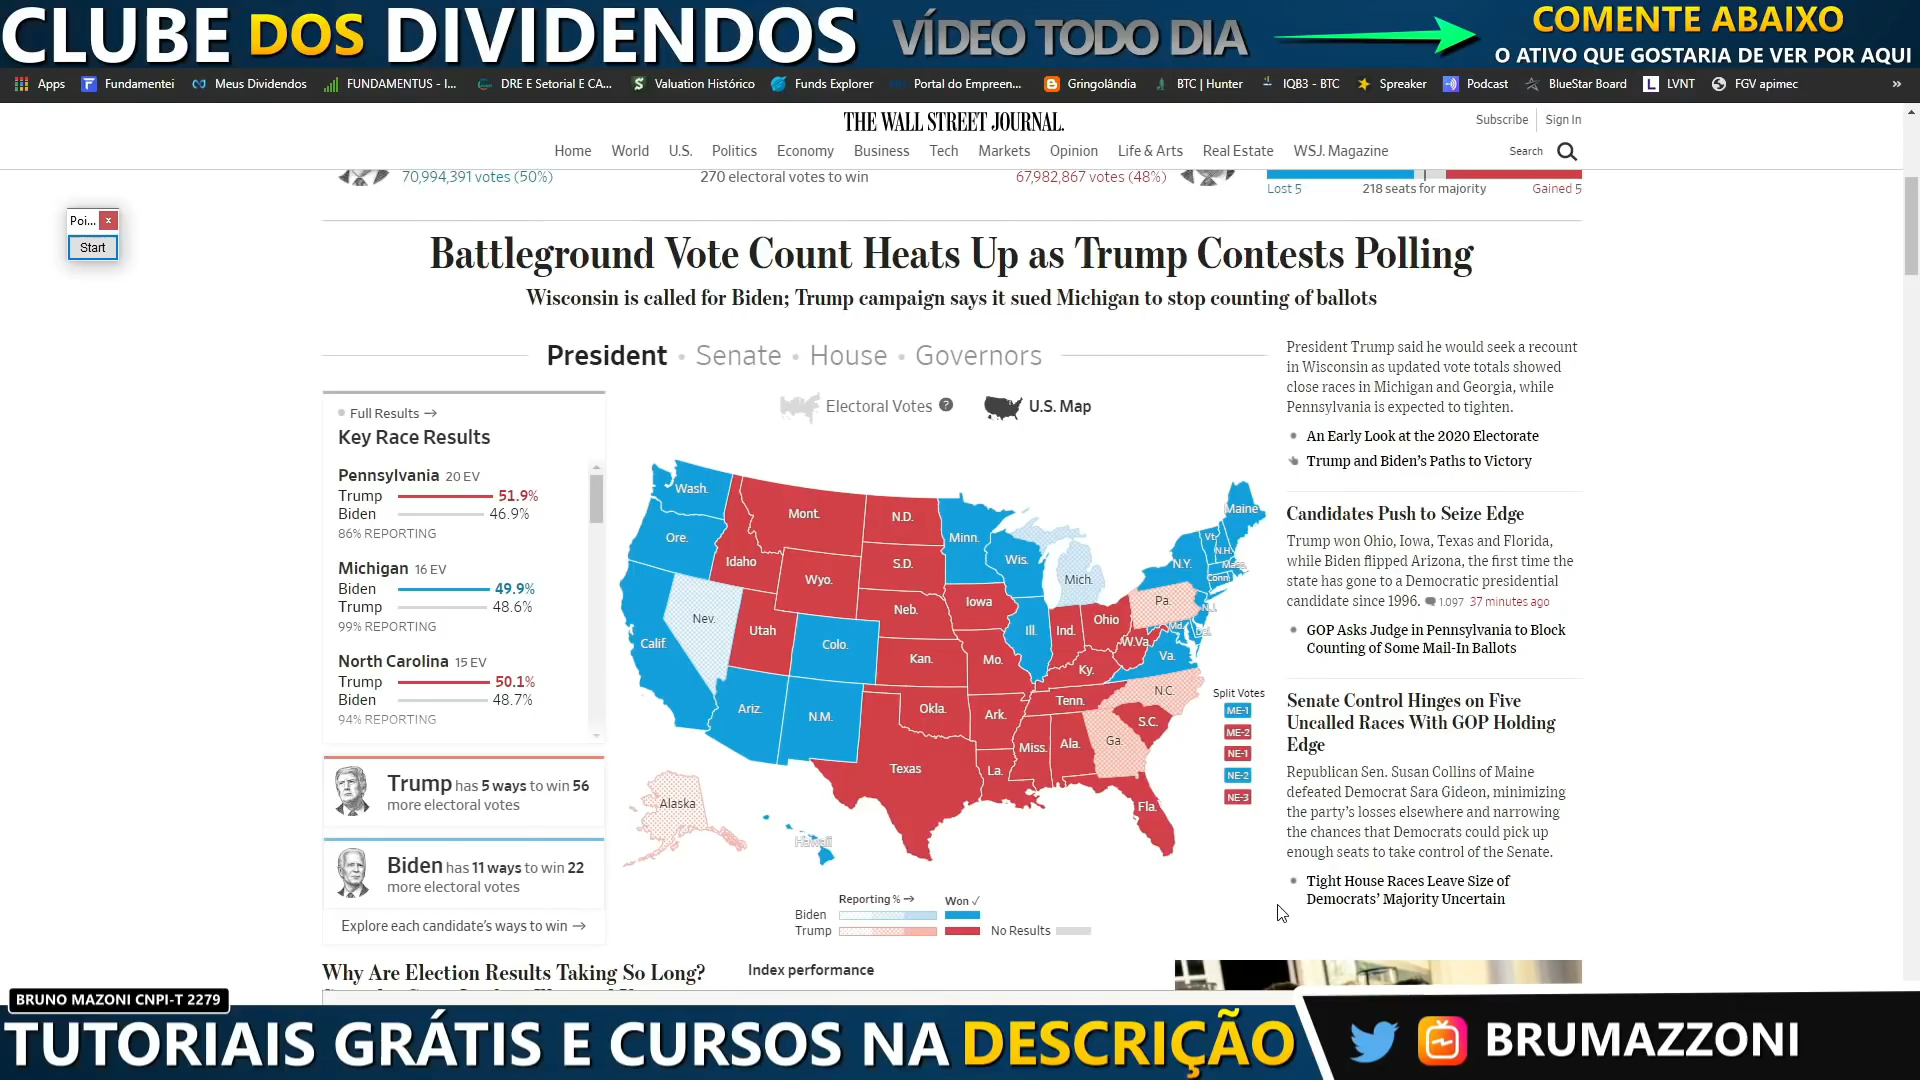 CLUBE DOS DIVIDENDOS
VÍDEO TODO DIA
COMENTE ABAIXO
O ATIVO QUE GOSTARIA DE VER POR AQUI
Apps Fundamentei Meus Dividendos FUNDAMENTUS - I... DRE E Setorial E CA... Valuation Histórico Funds Explorer Portal do Empreen... Gringolândia BTC | Hunter IQB3 - BTC Spreaker Podcast BlueStar Board LVNT FGV apimec »
THE WALL STREET JOURNAL.
Subscribe Sign In
Home World U.S. Politics Economy Business Tech Markets Opinion Life & Arts Real Estate WSJ. Magazine
Search
70,994,391 votes (50%)
270 electoral votes to win
67,982,867 votes (48%)
Lost 5 218 seats for majority Gained 5
Poi... x
Start
Battleground Vote Count Heats Up as Trump Contests Polling
Wisconsin is called for Biden; Trump campaign says it sued Michigan to stop counting of ballots
President • Senate • House • Governors
Full Results →
Key Race Results
Pennsylvania 20 EV
Trump 51.9%
Biden 46.9%
86% REPORTING
Michigan 16 EV
Biden 49.9%
Trump 48.6%
99% REPORTING
North Carolina 15 EV
Trump 50.1%
Biden 48.7%
94% REPORTING
Trump has 5 ways to win 56
more electoral votes
Biden has 11 ways to win 22
more electoral votes
Explore each candidate's ways to win →
Electoral Votes ?
U.S. Map
Wash.
Ore.
Calif.
Nev.
Idaho
Mont.
Wyo.
Utah
Colo.
Ariz.
N.M.
N.D.
S.D.
Neb.
Kan.
Okla.
Texas
Minn.
Iowa
Mo.
Ark.
La.
Wis.
Ill.
Mich.
Ind.
Ohio
Ky.
Tenn.
Miss.
Ala.
Ga.
Fla.
S.C.
N.C.
Va.
W.Va.
Pa.
N.Y.
Vt.
N.H.
Maine
Mass.
Conn.
N.J.
Del.
Md.
Alaska
Hawaii
Split Votes
ME-1
ME-2
NE-1
NE-2
NE-3
Reporting % → Won ✓
Biden
Trump
No Results
President Trump said he would seek a recount
in Wisconsin as updated vote totals showed
close races in Michigan and Georgia, while
Pennsylvania is expected to tighten.
An Early Look at the 2020 Electorate
Trump and Biden's Paths to Victory
Candidates Push to Seize Edge
Trump won Ohio, Iowa, Texas and Florida,
while Biden flipped Arizona, the first time the
state has gone to a Democratic presidential
candidate since 1996. 1.097 37 minutes ago
GOP Asks Judge in Pennsylvania to Block
Counting of Some Mail-In Ballots
Senate Control Hinges on Five
Uncalled Races With GOP Holding
Edge
Republican Sen. Susan Collins of Maine
defeated Democrat Sara Gideon, minimizing
the party's losses elsewhere and narrowing
the chances that Democrats could pick up
enough seats to take control of the Senate.
Tight House Races Leave Size of
Democrats' Majority Uncertain
Why Are Election Results Taking So Long?
Index performance
BRUNO MAZONI CNPI-T 2279
TUTORIAIS GRÁTIS E CURSOS NA DESCRIÇÃO
BRUMAZZONI